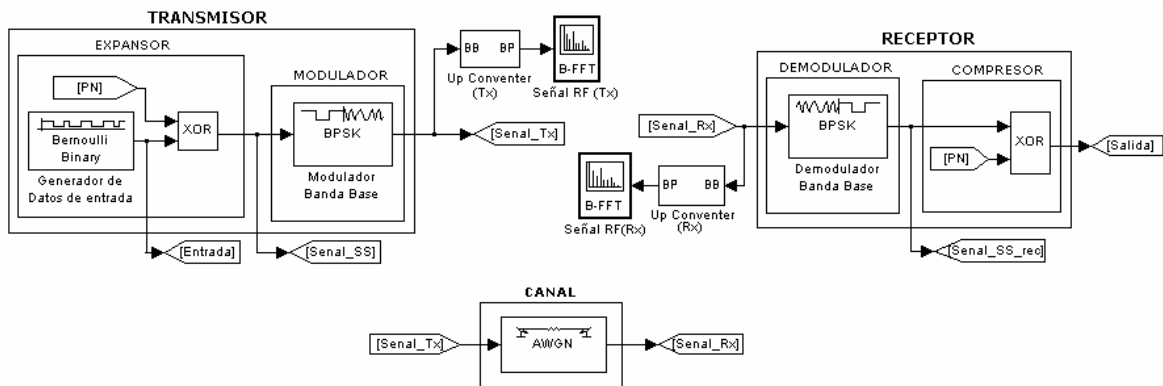 TRANSMISOR
EXPANSOR
[PN]
Bernoulli
Binary
Generador de
Datos de entrada
XOR
MODULADOR
BPSK
Modulador
Banda Base
[Entrada]
[Senal_SS]
BB BP
Up Conventer
(Tx)
B-FFT
Señal RF (Tx)
[Senal_Tx]
RECEPTOR
DEMODULADOR
COMPRESOR
[Senal_Rx]
BPSK
Demodulador
Banda Base
XOR
[PN]
[Salida]
B-FFT
Señal RF(Rx)
BP BB
Up Conventer
(Rx)
[Senal_SS_rec]
CANAL
[Senal_Tx]
AWGN
[Senal_Rx]